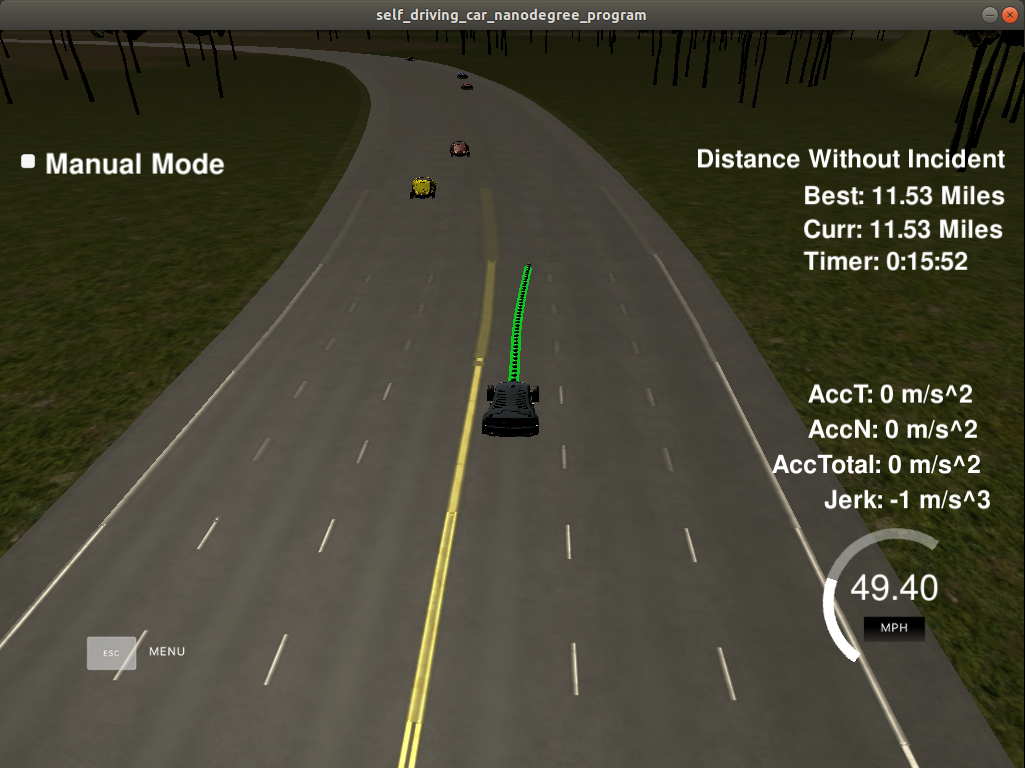 self_driving_car_nanodegree_program
Manual Mode
Distance Without Incident
Best: 11.53 Miles
Curr: 11.53 Miles
Timer: 0:15:52
AccT: 0 m/s^2
AccN: 0 m/s^2
AccTotal: 0 m/s^2
Jerk: -1 m/s^3
49.40
MPH
ESC MENU